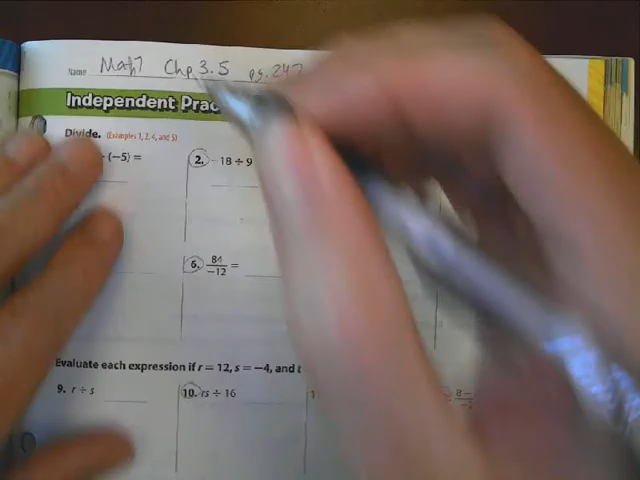 Name Math7 Chp 3.5 pg. 247
Independent
Divide. (Examples 1, 2, 4, and 5)
(−5) =
2. −18 ÷ 9
6. 84/−12 =
Evaluate each expression if r = 12, s = −4, and
9. r ÷ s
10. rs ÷ 16